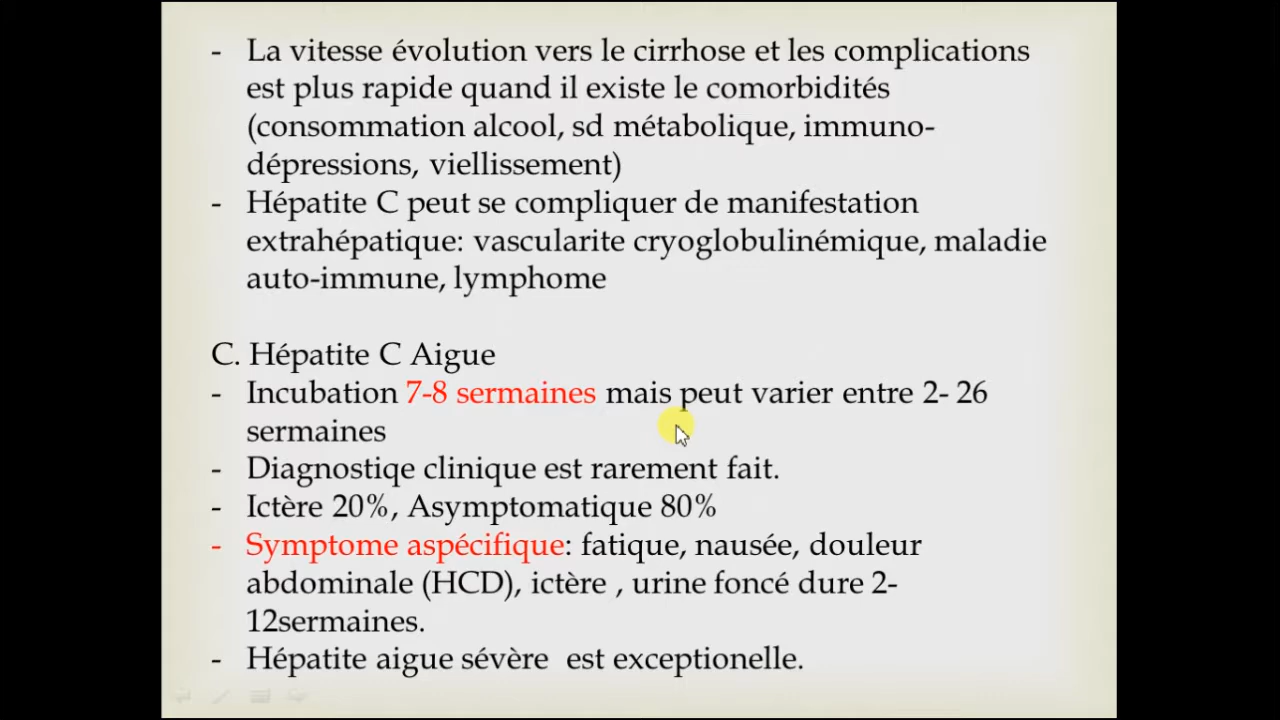 - La vitesse évolution vers le cirrhose et les complications
est plus rapide quand il existe le comorbidités
(consommation alcool, sd métabolique, immuno-
dépressions, viellissement)
- Hépatite C peut se compliquer de manifestation
extrahépatique: vascularite cryoglobulinémique, maladie
auto-immune, lymphome
C. Hépatite C Aigue
- Incubation 7-8 sermaines mais peut varier entre 2- 26
sermaines
- Diagnostiqe clinique est rarement fait.
- Ictère 20%, Asymptomatique 80%
- Symptome aspécifique: fatique, nausée, douleur
abdominale (HCD), ictère , urine foncé dure 2-
12sermaines.
- Hépatite aigue sévère  est exceptionelle.